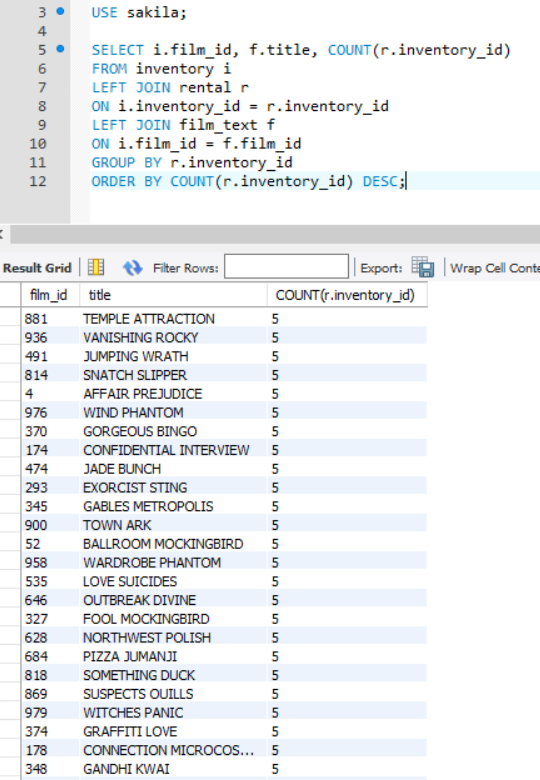 3 USE sakila;
4
5 SELECT i.film_id, f.title, COUNT(r.inventory_id)
6 FROM inventory i
7 LEFT JOIN rental r
8 ON i.inventory_id = r.inventory_id
9 LEFT JOIN film_text f
10 ON i.film_id = f.film_id
11 GROUP BY r.inventory_id
12 ORDER BY COUNT(r.inventory_id) DESC;
Result Grid Filter Rows: Export: Wrap Cell Conte
film_id title COUNT(r.inventory_id)
881 TEMPLE ATTRACTION 5
936 VANISHING ROCKY 5
491 JUMPING WRATH 5
814 SNATCH SLIPPER 5
4 AFFAIR PREJUDICE 5
976 WIND PHANTOM 5
370 GORGEOUS BINGO 5
174 CONFIDENTIAL INTERVIEW 5
474 JADE BUNCH 5
293 EXORCIST STING 5
345 GABLES METROPOLIS 5
900 TOWN ARK 5
52 BALLROOM MOCKINGBIRD 5
958 WARDROBE PHANTOM 5
535 LOVE SUICIDES 5
646 OUTBREAK DIVINE 5
327 FOOL MOCKINGBIRD 5
628 NORTHWEST POLISH 5
684 PIZZA JUMANJI 5
818 SOMETHING DUCK 5
869 SUSPECTS QUILLS 5
979 WITCHES PANIC 5
374 GRAFFITI LOVE 5
178 CONNECTION MICROCOS... 5
348 GANDHI KWAI 5